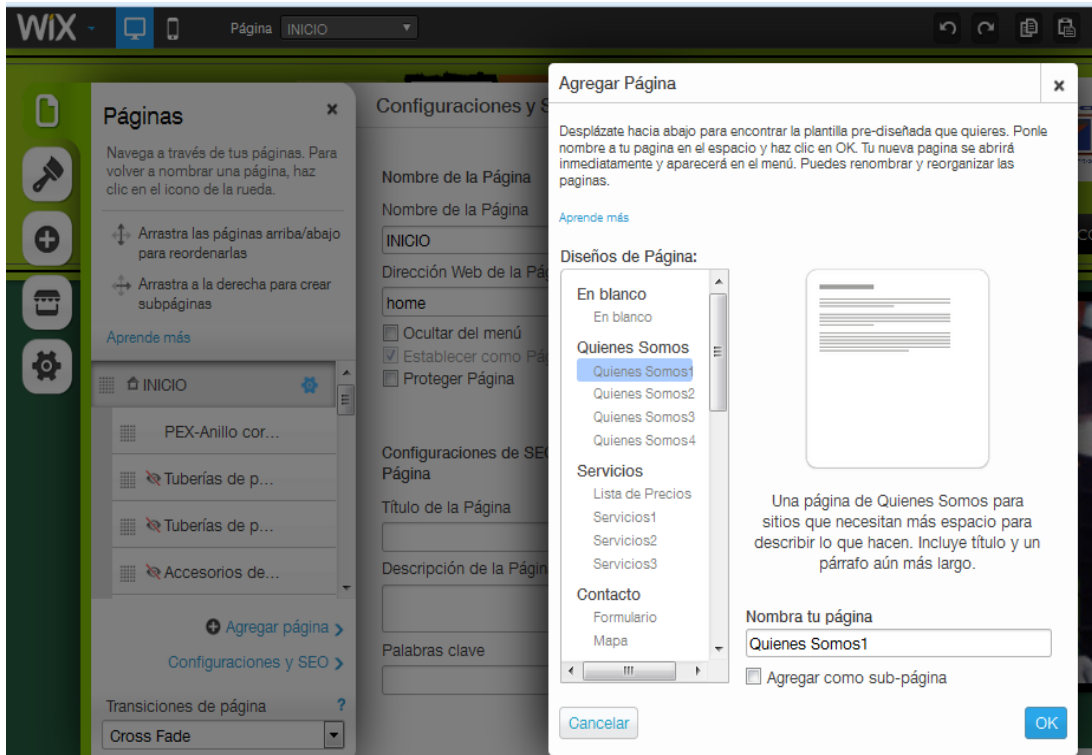 WiX
Página INICIO
Páginas
Navega a través de tus páginas. Para
volver a nombrar una página, haz
clic en el icono de la rueda.
Arrastra las páginas arriba/abajo
para reordenarlas
Arrastra a la derecha para crear
subpáginas
Aprende más
INICIO
PEX-Anillo cor...
Tuberías de p...
Tuberías de p...
Accesorios de...
Agregar página
Configuraciones y SEO
Transiciones de página ?
Cross Fade
Configuraciones y S
Nombre de la Página
Nombre de la Página
INICIO
Dirección Web de la Pág
home
Ocultar del menú
Establecer como Pág
Proteger Página
Configuraciones de SEO
Página
Título de la Página
Descripción de la Página
Palabras clave
Agregar Página
Desplázate hacia abajo para encontrar la plantilla pre-diseñada que quieres. Ponle
nombre a tu pagina en el espacio y haz clic en OK. Tu nueva pagina se abrirá
inmediatamente y aparecerá en el menú. Puedes renombrar y reorganizar las
paginas.
Aprende más
Diseños de Página:
En blanco
En blanco
Quienes Somos
Quienes Somos1
Quienes Somos2
Quienes Somos3
Quienes Somos4
Servicios
Lista de Precios
Servicios1
Servicios2
Servicios3
Contacto
Formulario
Mapa
Una página de Quienes Somos para
sitios que necesitan más espacio para
describir lo que hacen. Incluye título y un
párrafo aún más largo.
Nombra tu página
Quienes Somos1
Agregar como sub-página
Cancelar
OK